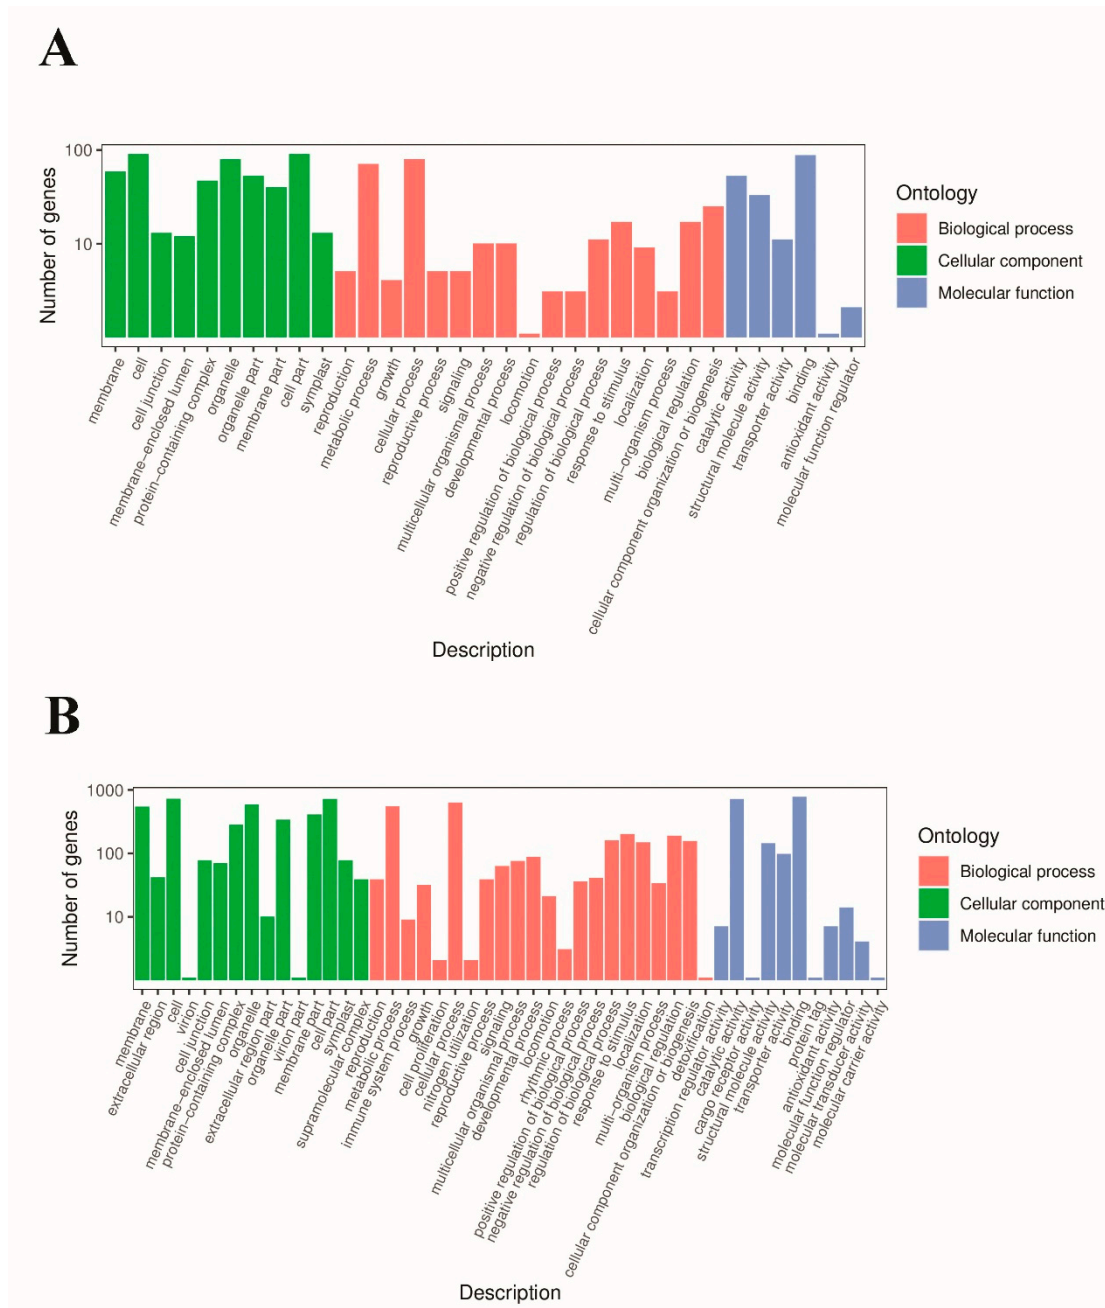 A
100
10
Number of genes
membrane
cell
cell junction
membrane−enclosed lumen
protein−containing complex
organelle
organelle part
membrane part
cell part
symplast
reproduction
metabolic process
growth
cellular process
reproductive process
signaling
multicellular organismal process
developmental process
locomotion
positive regulation of biological process
negative regulation of biological process
regulation of biological process
response to stimulus
localization
multi−organism process
biological regulation
cellular component organization or biogenesis
catalytic activity
structural molecule activity
transporter activity
binding
antioxidant activity
molecular function regulator
Description
Ontology
Biological process
Cellular component
Molecular function
B
1000
100
10
Number of genes
membrane
extracellular region
cell
virion
cell junction
membrane−enclosed lumen
protein−containing complex
organelle
extracellular region part
organelle part
virion part
membrane part
cell part
symplast
supramolecular complex
reproduction
metabolic process
immune system process
growth
cell proliferation
cellular process
nitrogen utilization
reproductive process
signaling
multicellular organismal process
developmental process
locomotion
rhythmic process
positive regulation of biological process
negative regulation of biological process
regulation of biological process
response to stimulus
localization
multi−organism process
biological regulation
cellular component organization or biogenesis
detoxification
transcription regulator activity
catalytic activity
cargo receptor activity
structural molecule activity
transporter activity
binding
protein tag
antioxidant activity
molecular function regulator
molecular transducer activity
molecular carrier activity
Description
Ontology
Biological process
Cellular component
Molecular function